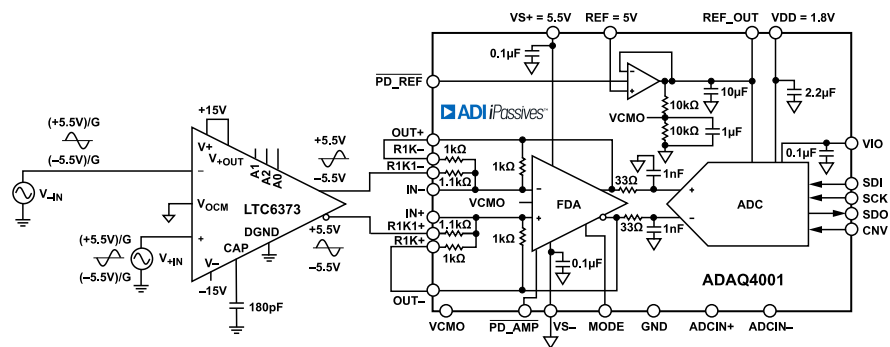 VS+ = 5.5V
REF = 5V
REF_OUT
VDD = 1.8V
0.1µF
PD_REF
10µF
2.2µF
ADI iPassives™
10kΩ
VCMO
10kΩ
1µF
VIO
0.1µF
(+5.5V)/G
(–5.5V)/G
V–IN
+15V
V+
V+OUT
A1
A2
A0
+5.5V
–5.5V
–
VOCM
LTC6373
+
CAP
DGND
V–
–15V
180pF
(+5.5V)/G
(–5.5V)/G
V+IN
+5.5V
–5.5V
OUT+
R1K–
1kΩ
R1K1–
1.1kΩ
IN–
1kΩ
VCMO
IN+
R1K1+
1.1kΩ
R1K+
1kΩ
1kΩ
OUT–
–
+
FDA
33Ω
1nF
33Ω
1nF
0.1µF
+
–
ADC
SDI
SCK
SDO
CNV
ADAQ4001
VCMO
PD_AMP
VS–
MODE
GND
ADCIN+
ADCIN–